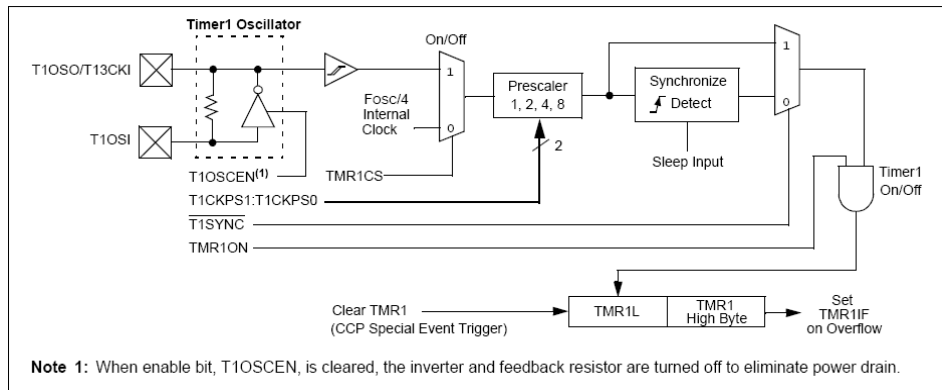 Timer1 Oscillator
T1OSO/T13CKI
T1OSI
On/Off
1
0
Fosc/4
Internal
Clock
Prescaler
1, 2, 4, 8
2
Synchronize
Detect
Sleep Input
1
0
T1OSCEN(1)
TMR1CS
T1CKPS1:T1CKPS0
T1SYNC
TMR1ON
Timer1
On/Off
Clear TMR1
(CCP Special Event Trigger)
TMR1L
TMR1
High Byte
Set
TMR1IF
on Overflow
Note 1: When enable bit, T1OSCEN, is cleared, the inverter and feedback resistor are turned off to eliminate power drain.